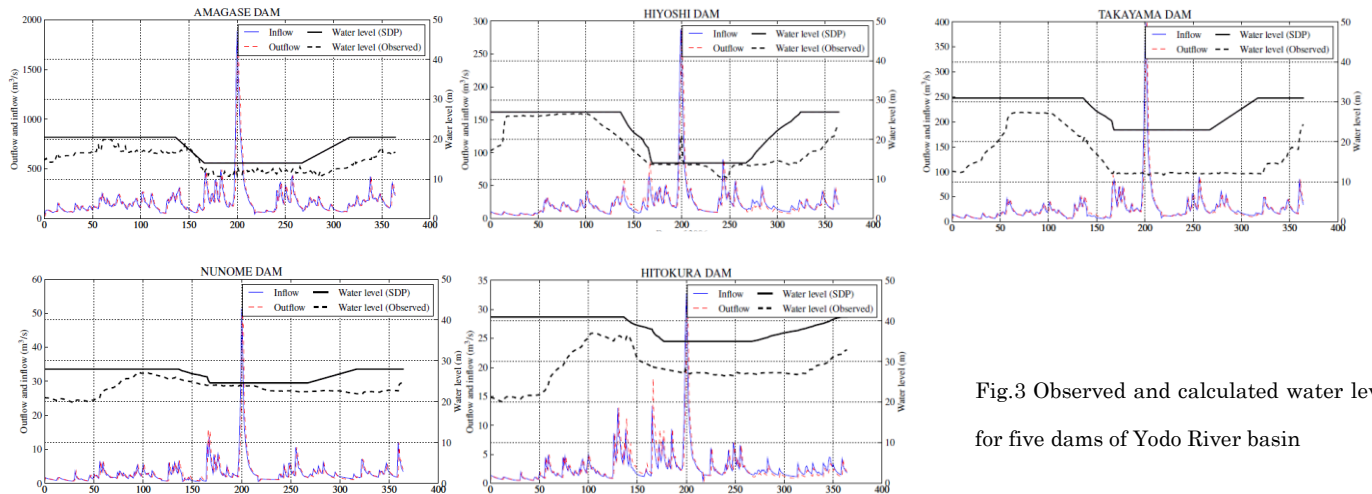 AMAGASE DAM
Inflow
Outflow
Water level (SDP)
Water level (Observed)
Outflow and inflow (m³/s)
Water level (m)
2000
1500
1000
500
0
50
40
30
20
10
0
0 50 100 150 200 250 300 350 400
HIYOSHI DAM
Inflow
Outflow
Water level (SDP)
Water level (Observed)
Outflow and inflow (m³/s)
Water level (m)
300
250
200
150
100
50
0
50
40
30
20
10
0
0 50 100 150 200 250 300 350 400
TAKAYAMA DAM
Inflow
Outflow
Water level (SDP)
Water level (Observed)
Outflow and inflow (m³/s)
Water level (m)
400
350
300
250
200
150
100
50
0
50
40
30
20
10
0
0 50 100 150 200 250 300 350 400
NUNOME DAM
Inflow
Outflow
Water level (SDP)
Water level (Observed)
Outflow and inflow (m³/s)
Water level (m)
60
50
40
30
20
10
0
50
40
30
20
10
0
0 50 100 150 200 250 300 350 400
HITOKURA DAM
Inflow
Outflow
Water level (SDP)
Water level (Observed)
Outflow and inflow (m³/s)
Water level (m)
35
30
25
20
15
10
5
0
50
40
30
20
10
0
0 50 100 150 200 250 300 350 400
Fig.3 Observed and calculated water lev
for five dams of Yodo River basin